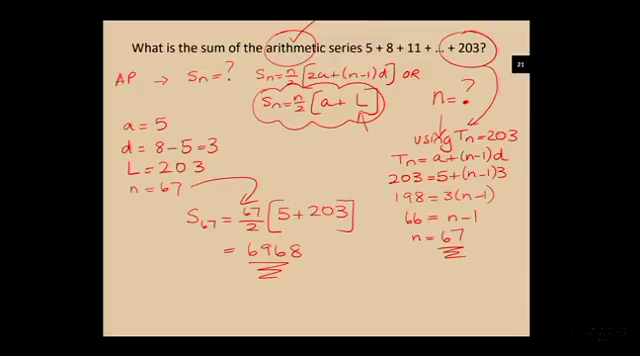 What is the sum of the arithmetic series 5 + 8 + 11 + ... + 203?
21
AP → Sn = ? Sn = n/2 [2a + (n-1)d] OR
Sn = n/2 [a + L]
n = ?
a = 5
d = 8 - 5 = 3
L = 203
n = 67
S67 = 67/2 [5 + 203]
= 6968
using Tn = 203
Tn = a + (n-1)d
203 = 5 + (n-1)3
198 = 3(n-1)
66 = n - 1
n = 67